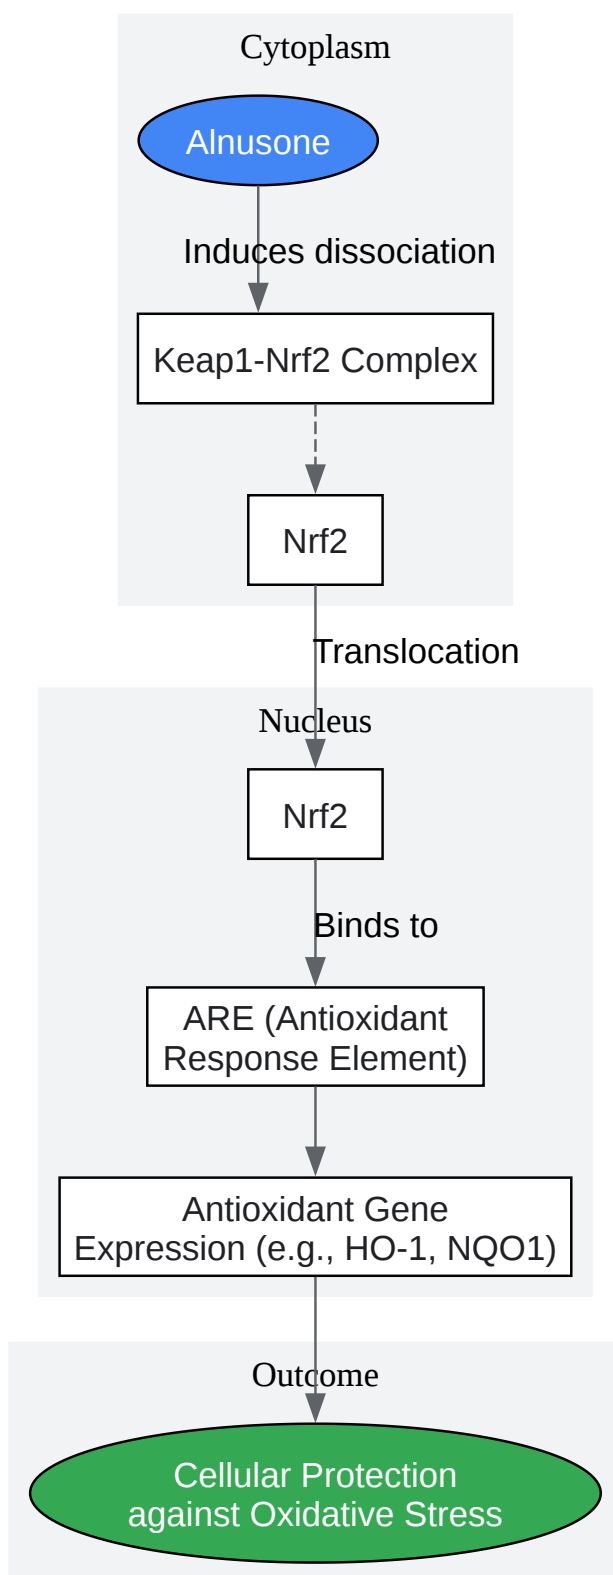 Cytoplasm
Alnusone
Induces dissociation
Keap1-Nrf2 Complex
Nrf2
Translocation
Nucleus
Nrf2
Binds to
ARE (Antioxidant
Response Element)
Antioxidant Gene
Expression (e.g., HO-1, NQO1)
Outcome
Cellular Protection
against Oxidative Stress